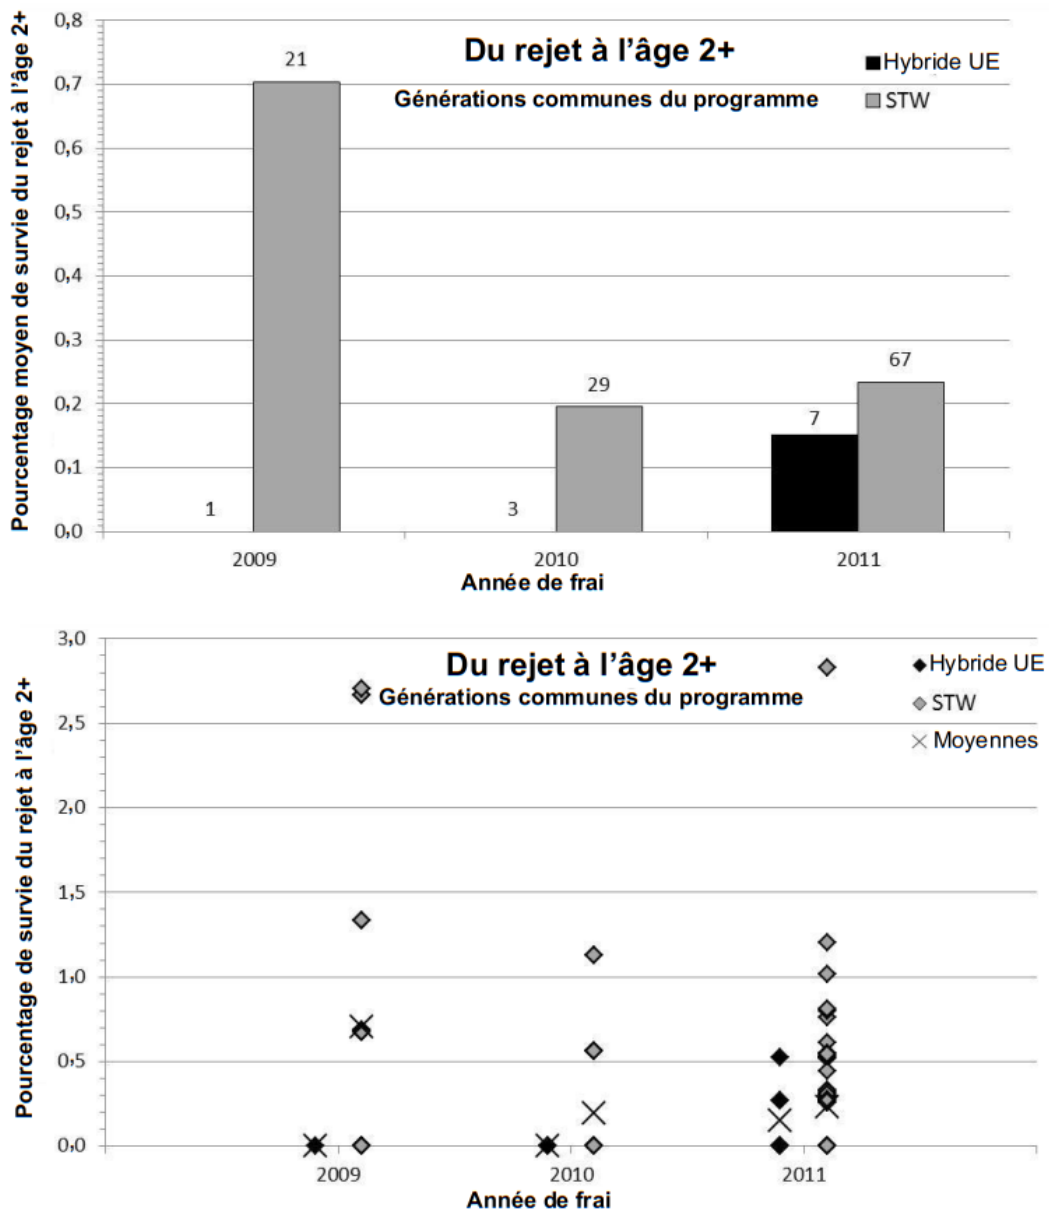 Du rejet à l'âge 2+
Générations communes du programme
Hybride UE
STW
Pourcentage moyen de survie du rejet à l'âge 2+
0,8
0,7
0,6
0,5
0,4
0,3
0,2
0,1
0,0
21
29
67
7
1
3
2009
2010
2011
Année de frai
Du rejet à l'âge 2+
Générations communes du programme
Hybride UE
STW
Moyennes
Pourcentage de survie du rejet à l'âge 2+
3,0
2,5
2,0
1,5
1,0
0,5
0,0
2009
2010
2011
Année de frai